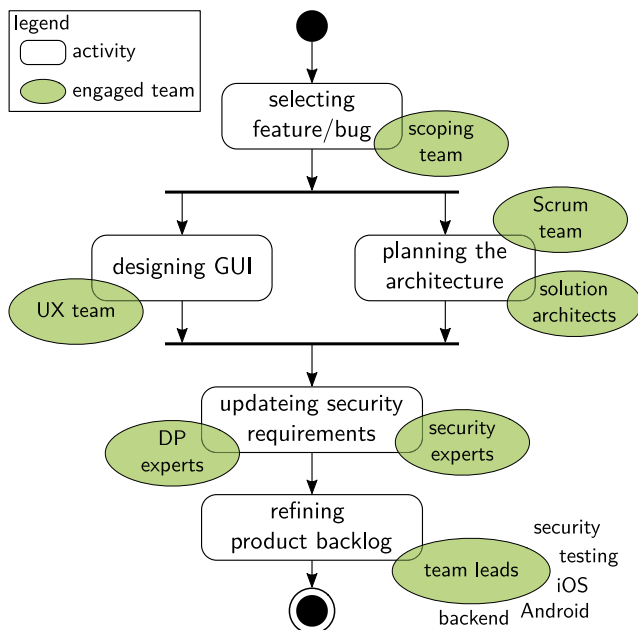 legend
activity
engaged team
selecting
feature/bug
scoping
team
Scrum
team
designing GUI
planning the
architecture
UX team
solution
architects
updateing security
requirements
DP
experts
security
experts
refining
product backlog
team leads
security
testing
iOS
Android
backend